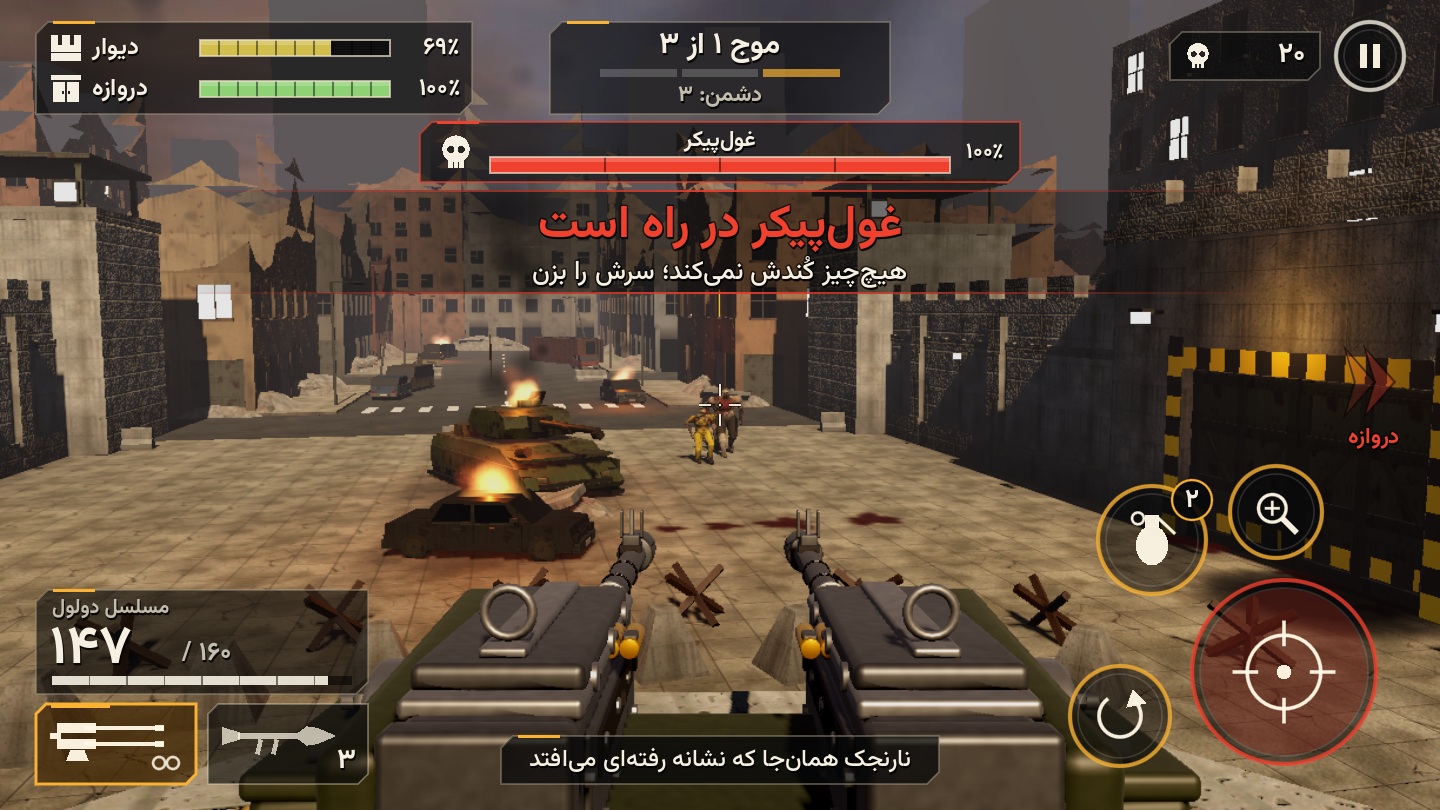 دیوار ۶۹٪
دروازه ۱۰۰٪
موج ۱ از ۳
دشمن: ۳
۲۰
غول‌پیکر ۱۰۰٪
غول‌پیکر در راه است
هیچ‌چیز کُندش نمی‌کند؛ سرش را بزن
دروازه
۲
مسلسل دولول
۱۴۷ / ۱۶۰
∞
۳
نارنجک همان‌جا که نشانه رفته‌ای می‌افتد